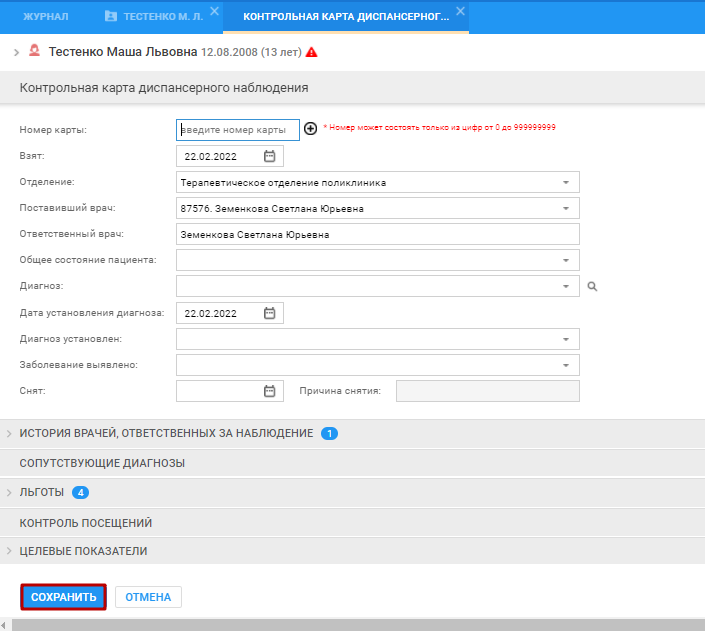 ЖУРНАЛ ТЕСТЕНКО М. Л. КОНТРОЛЬНАЯ КАРТА ДИСПАНСЕРНОГ...
Тестенко Маша Львовна 12.08.2008 (13 лет)
Контрольная карта диспансерного наблюдения
Номер карты: введите номер карты * Номер может состоять только из цифр от 0 до 999999999
Взят: 22.02.2022
Отделение: Терапевтическое отделение поликлиника
Поставивший врач: 87576. Земенкова Светлана Юрьевна
Ответственный врач: Земенкова Светлана Юрьевна
Общее состояние пациента:
Диагноз:
Дата установления диагноза: 22.02.2022
Диагноз установлен:
Заболевание выявлено:
Снят: Причина снятия:
ИСТОРИЯ ВРАЧЕЙ, ОТВЕТСТВЕННЫХ ЗА НАБЛЮДЕНИЕ 1
СОПУТСТВУЮЩИЕ ДИАГНОЗЫ
ЛЬГОТЫ 4
КОНТРОЛЬ ПОСЕЩЕНИЙ
ЦЕЛЕВЫЕ ПОКАЗАТЕЛИ
СОХРАНИТЬ ОТМЕНА